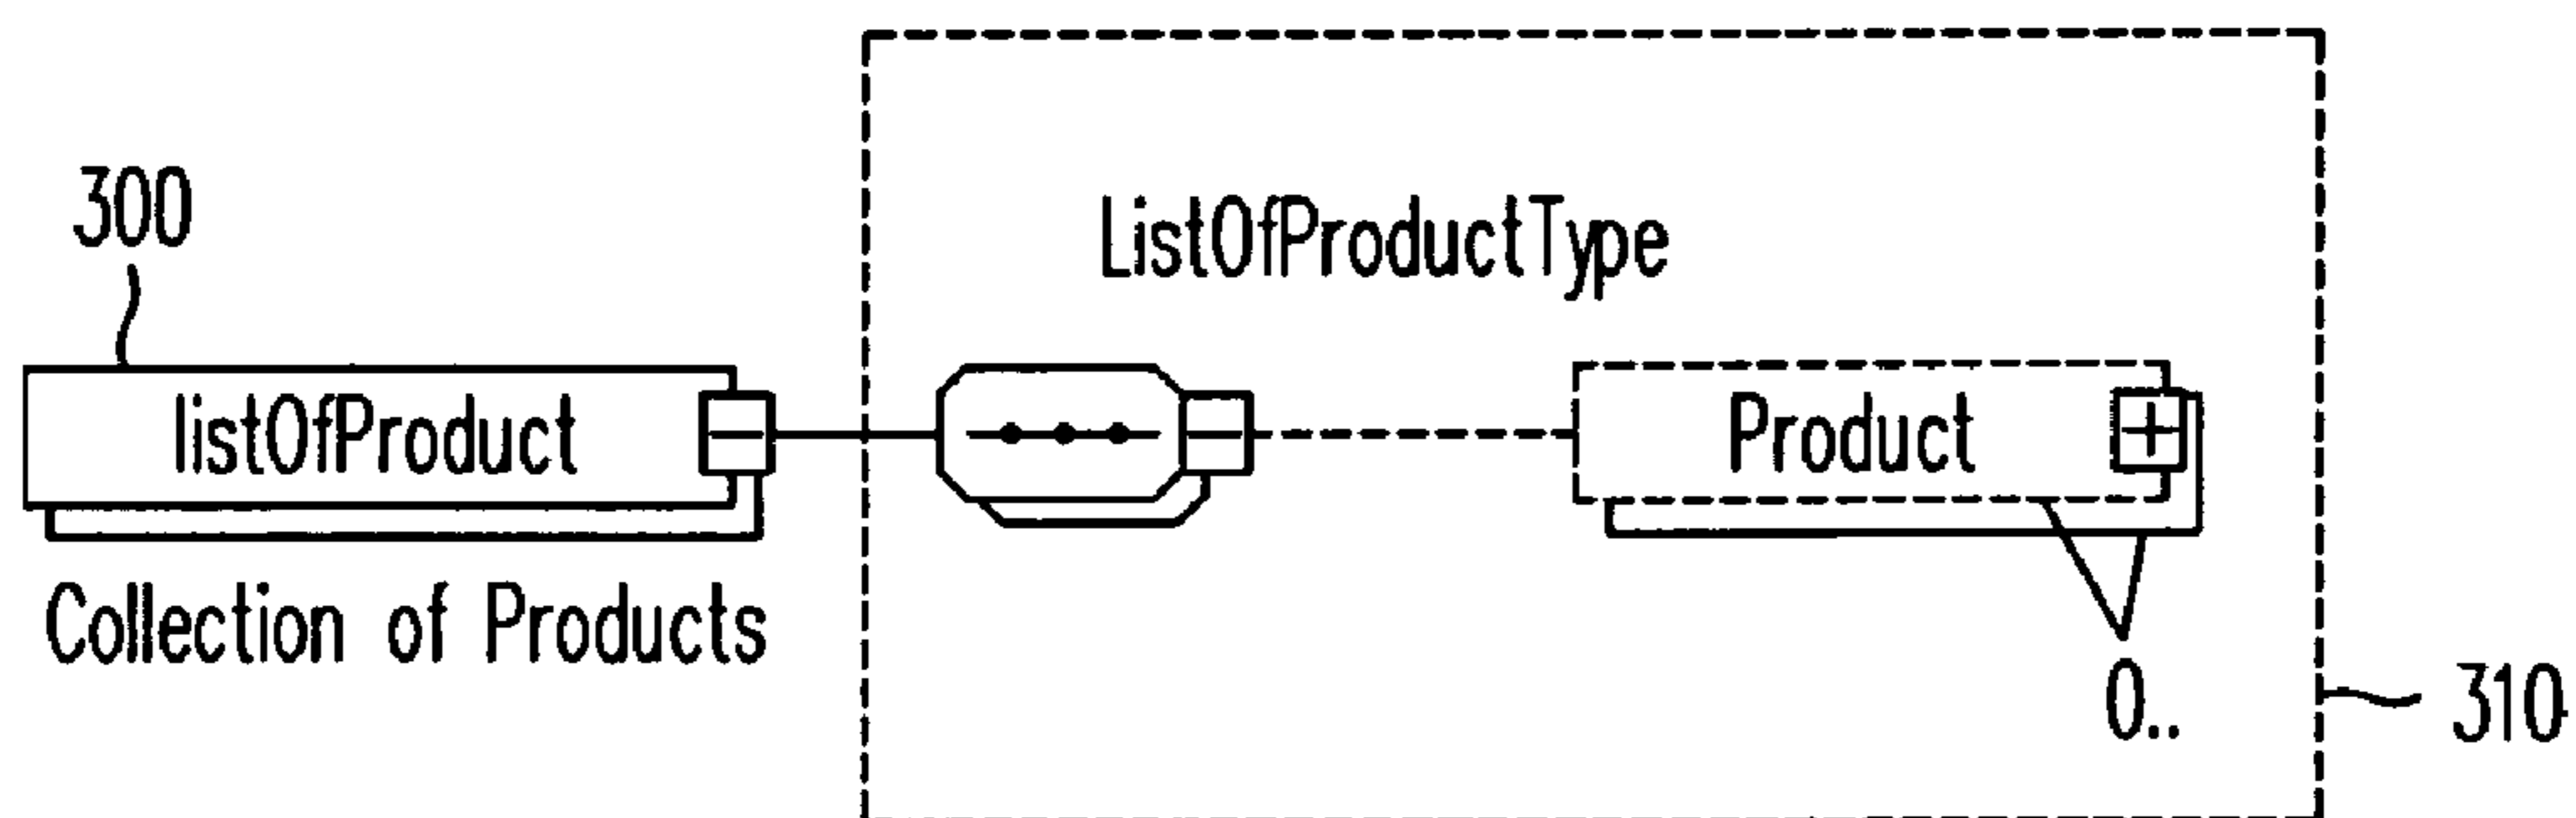 300
ListOfProductType
listOfProduct
Product
Collection of Products
0..
310